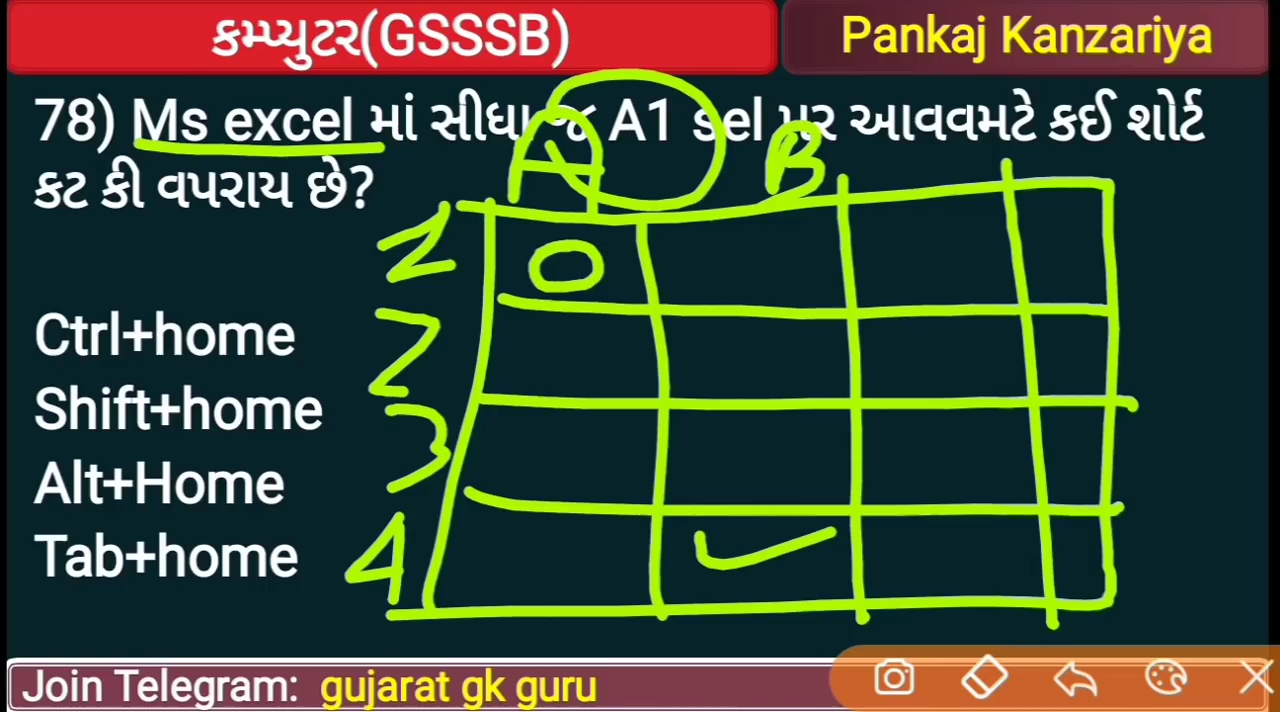 કમ્પ્યુટર(GSSSB)
Pankaj Kanzariya
78) Ms excel માં સીધા જ A1 sel પર આવવમટે કઈ શોર્ટ
કટ કી વપરાય છે?
A B
1
2
3
4
Ctrl+home
Shift+home
Alt+Home
Tab+home
Join Telegram: gujarat gk guru